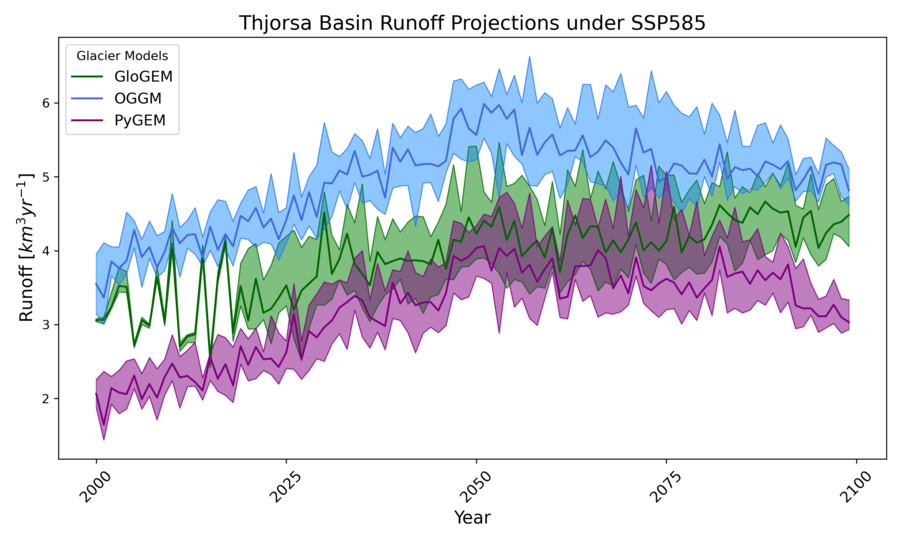 Thjorsa Basin Runoff Projections under SSP585
Glacier Models
GloGEM
OGGM
PyGEM
Runoff [km³yr⁻¹]
6
5
4
3
2
2000
2025
2050
2075
2100
Year